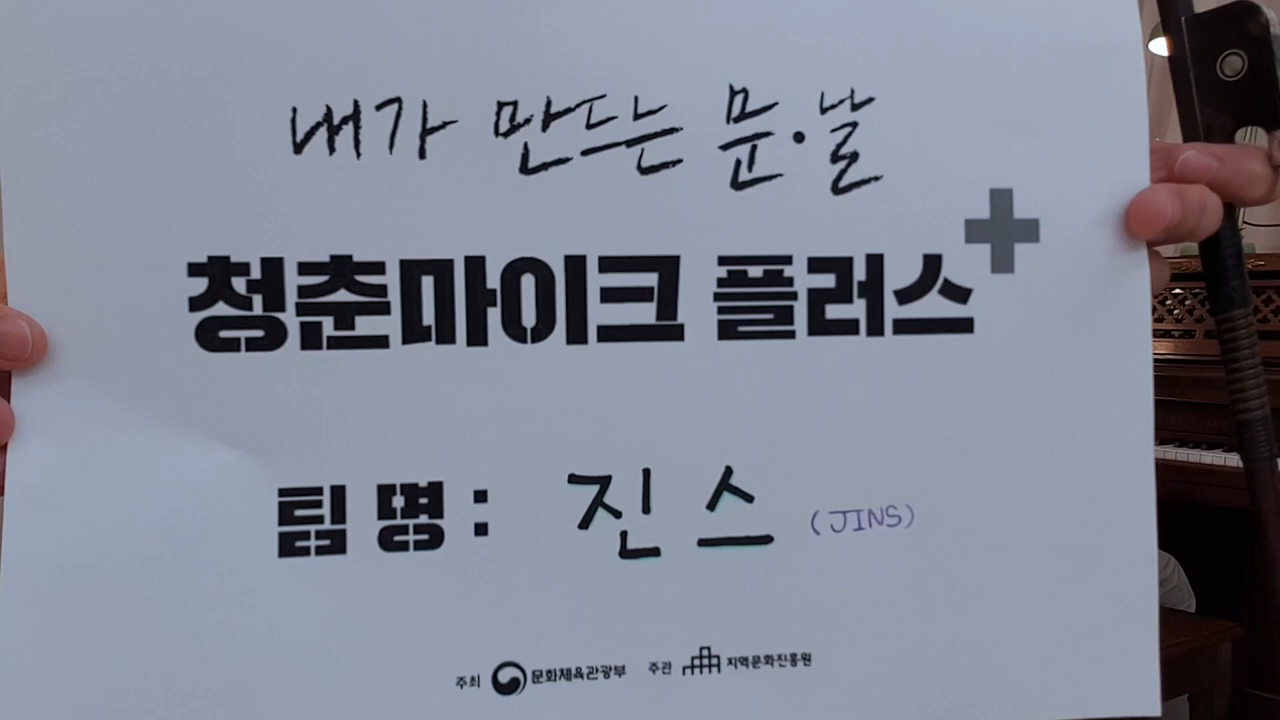 내가 만드는 문·날
청춘마이크 플러스+
팀명: 진스 (JINS)
주최 문화체육관광부 주관 지역문화진흥원